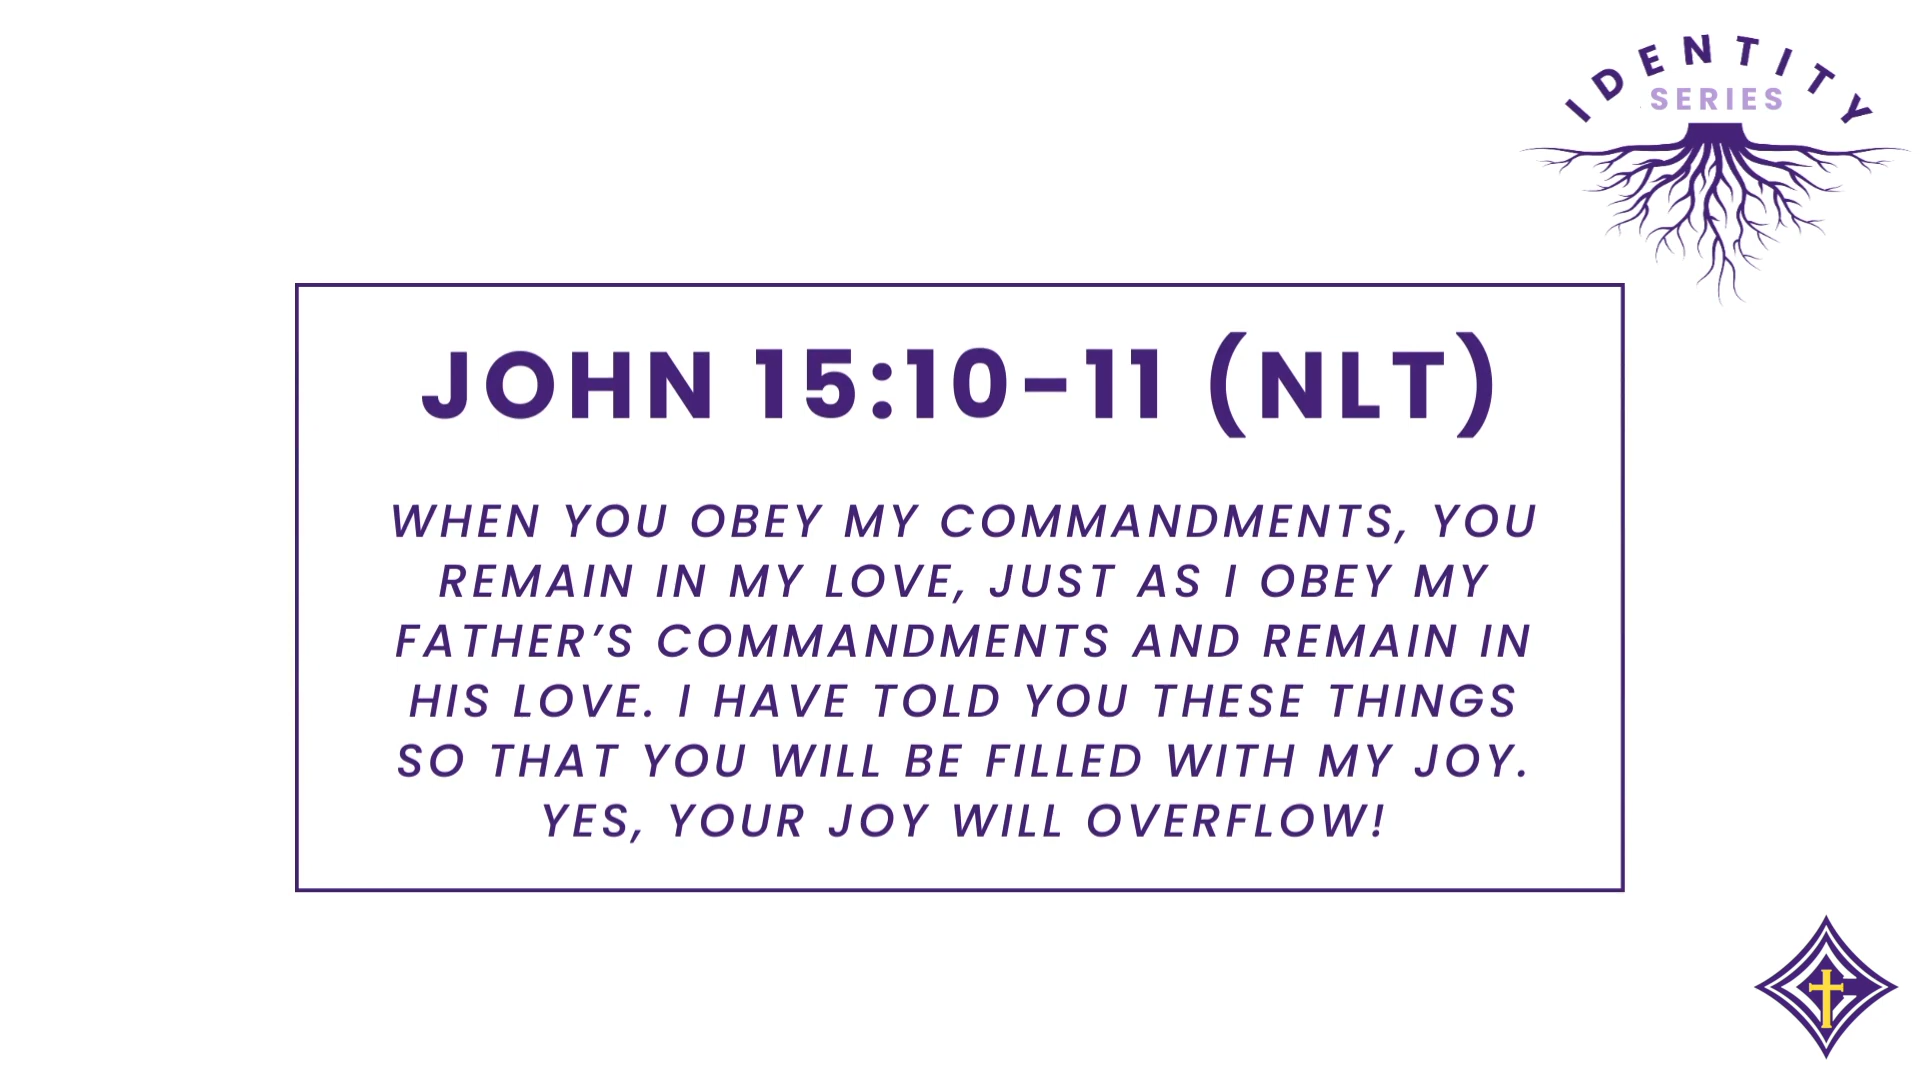 IDENTITY
SERIES
JOHN 15:10-11 (NLT)
WHEN YOU OBEY MY COMMANDMENTS, YOU
REMAIN IN MY LOVE, JUST AS I OBEY MY
FATHER’S COMMANDMENTS AND REMAIN IN
HIS LOVE. I HAVE TOLD YOU THESE THINGS
SO THAT YOU WILL BE FILLED WITH MY JOY.
YES, YOUR JOY WILL OVERFLOW!